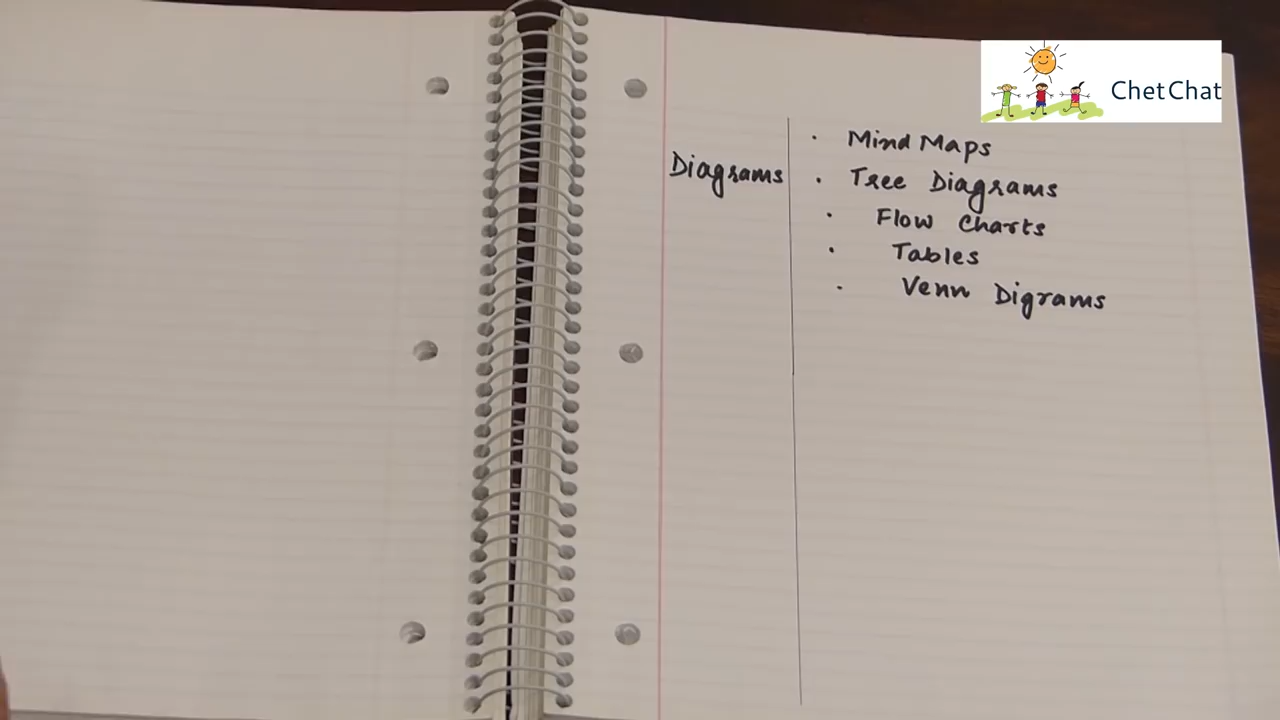 ChetChat
Diagrams
· Mind Maps
· Tree Diagrams
· Flow Charts
· Tables
· Venn Digrams